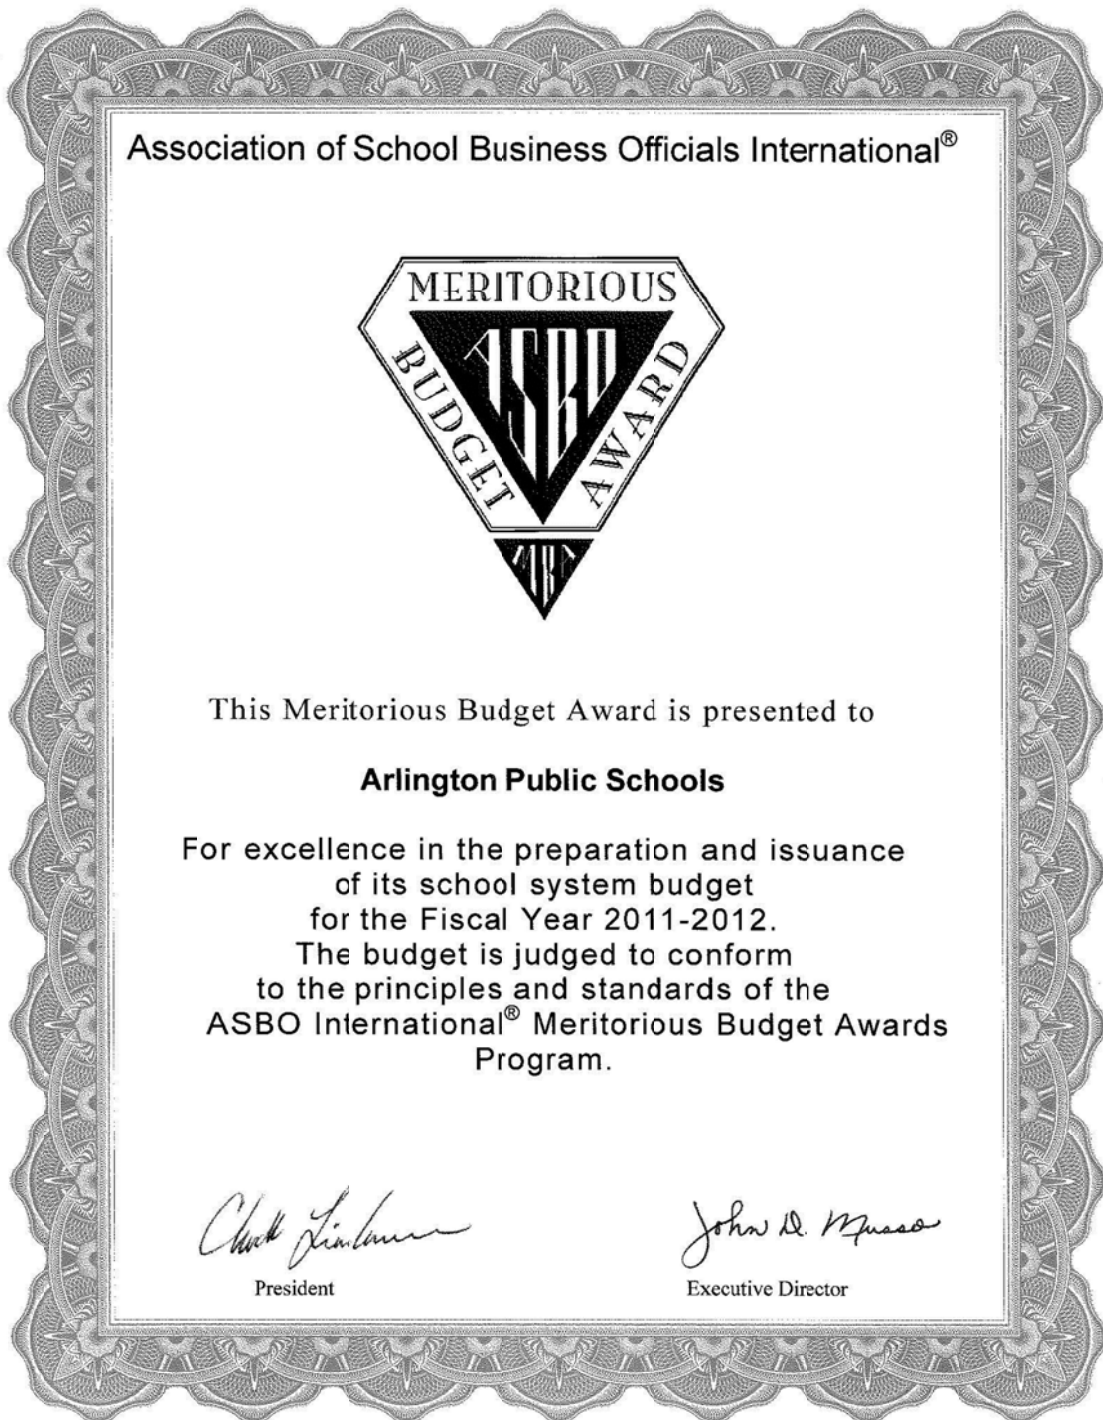 Association of School Business Officials International®
MERITORIOUS
BUDGET
AWARD
ASBO
MBA
This Meritorious Budget Award is presented to
Arlington Public Schools
For excellence in the preparation and issuance
of its school system budget
for the Fiscal Year 2011-2012.
The budget is judged to conform
to the principles and standards of the
ASBO International® Meritorious Budget Awards
Program.
John D. Musso
President
Executive Director